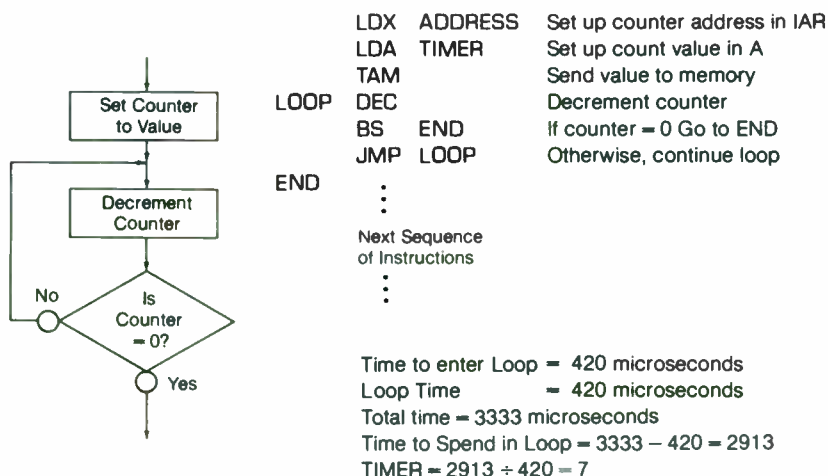 Set Counter
to Value
Decrement
Counter
Is
Counter
= 0?
No
Yes
LDX ADDRESS Set up counter address in IAR
LDA TIMER Set up count value in A
TAM Send value to memory
LOOP DEC Decrement counter
BS END If counter = 0 Go to END
JMP LOOP Otherwise, continue loop
END
Next Sequence
of Instructions
Time to enter Loop = 420 microseconds
Loop Time = 420 microseconds
Total time = 3333 microseconds
Time to Spend in Loop = 3333 – 420 = 2913
TIMER = 2913 ÷ 420 = 7